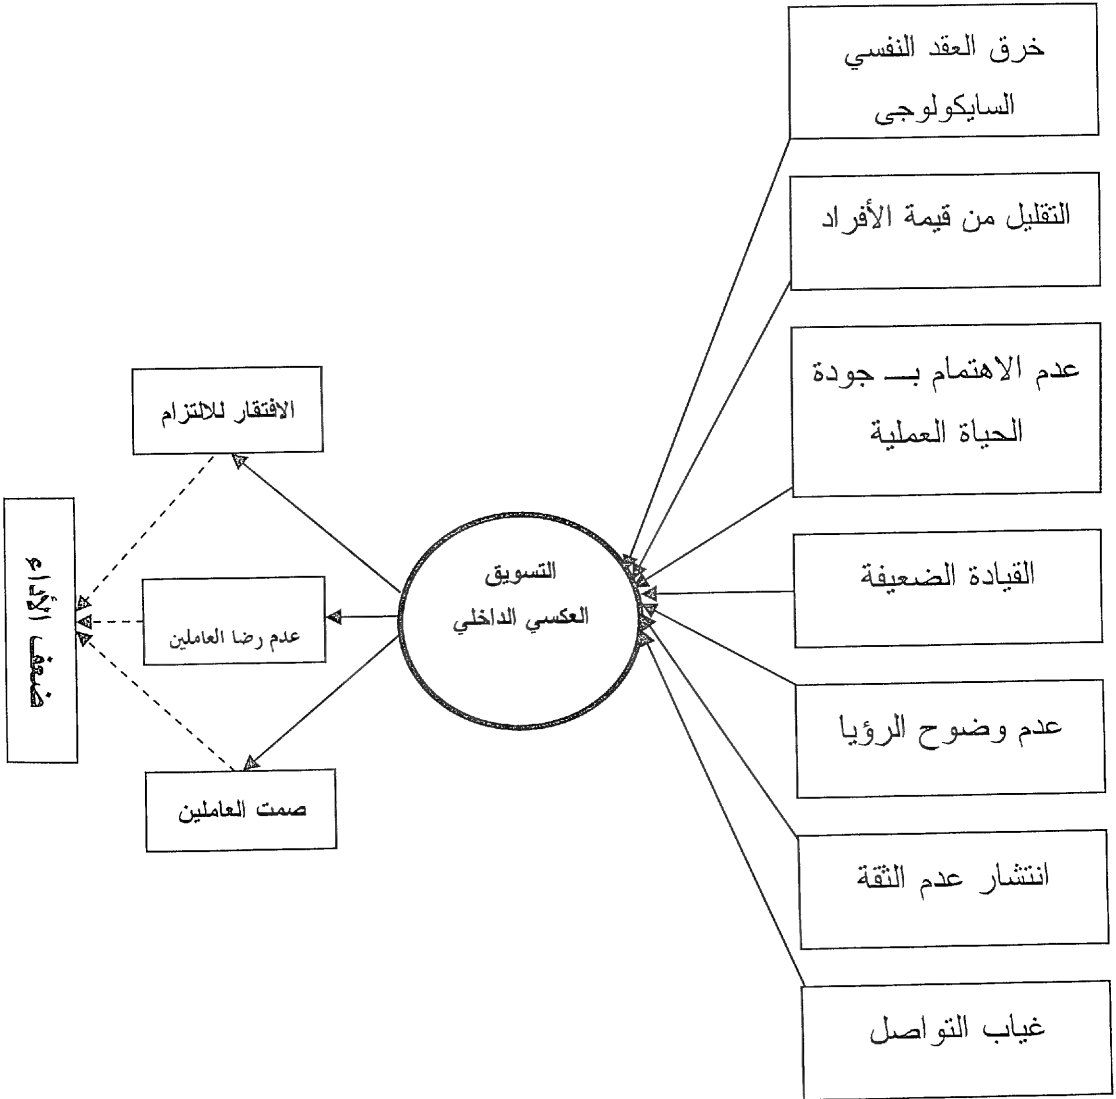 خرق العقد النفسي
السايكولوجي
التقليل من قيمة الأفراد
عدم الاهتمام بـــ جودة
الحياة العملية
القيادة الضعيفة
عدم وضوح الرؤيا
انتشار عدم الثقة
غياب التواصل
التسويق
العكسي الداخلي
الافتقار للالتزام
عدم رضا العاملين
صمت العاملين
ضعف الأداء